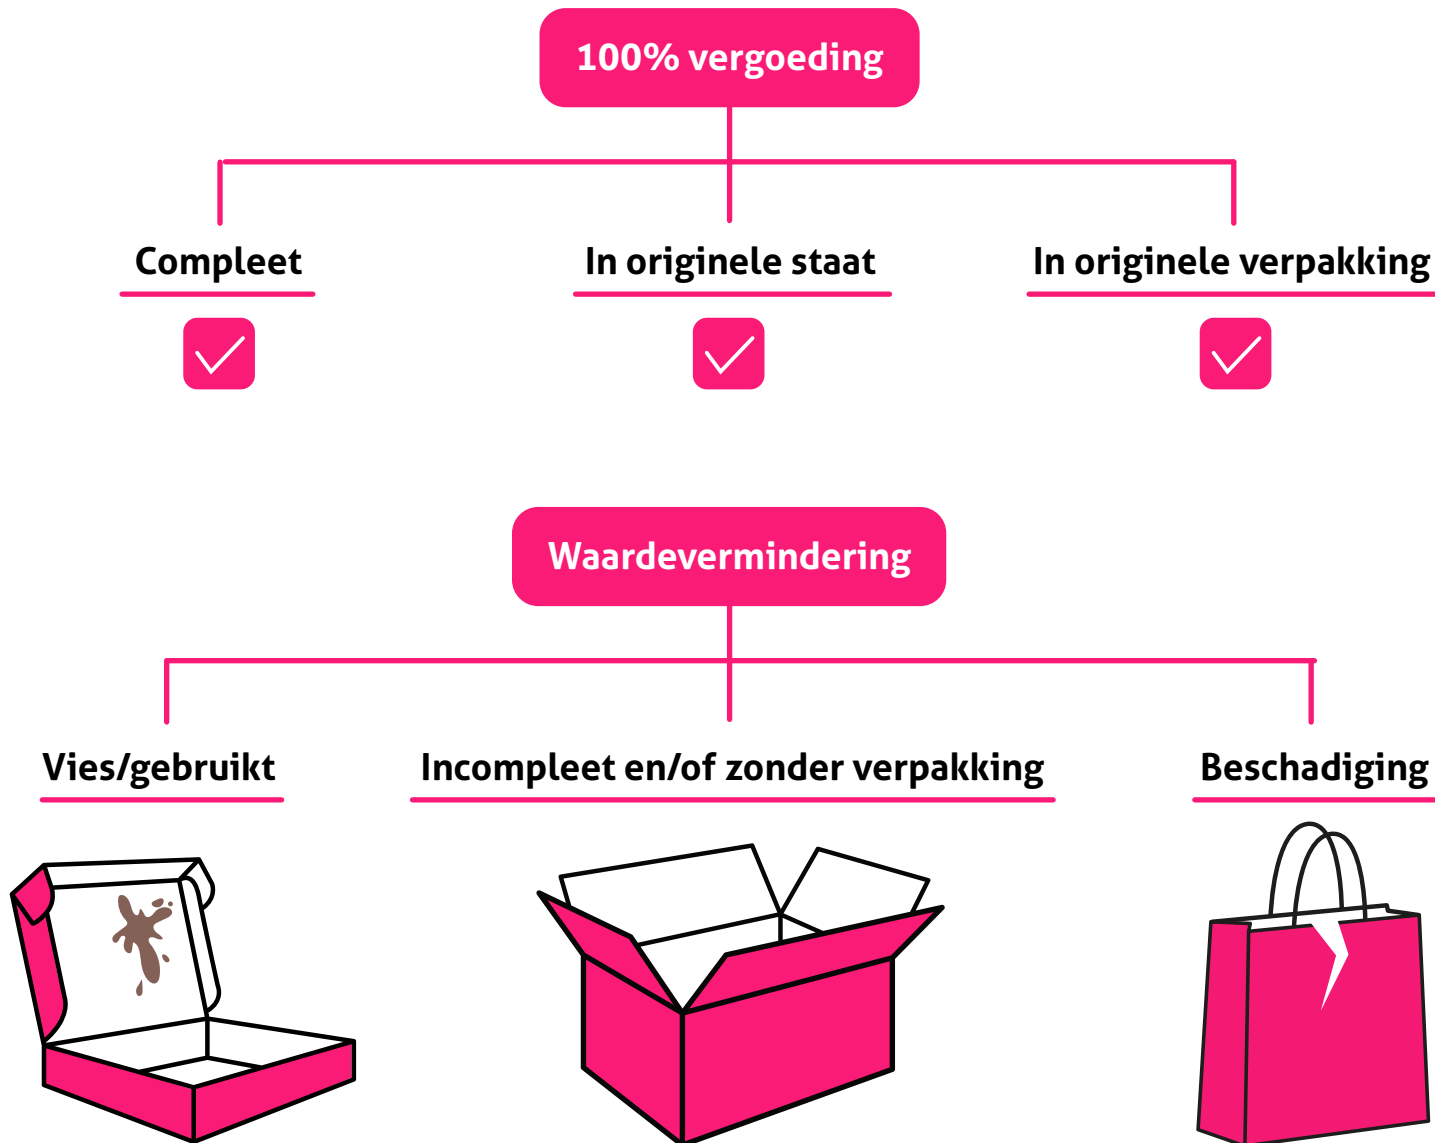 100% vergoeding
Compleet
In originele staat
In originele verpakking
Waardevermindering
Vies/gebruikt
Incompleet en/of zonder verpakking
Beschadiging